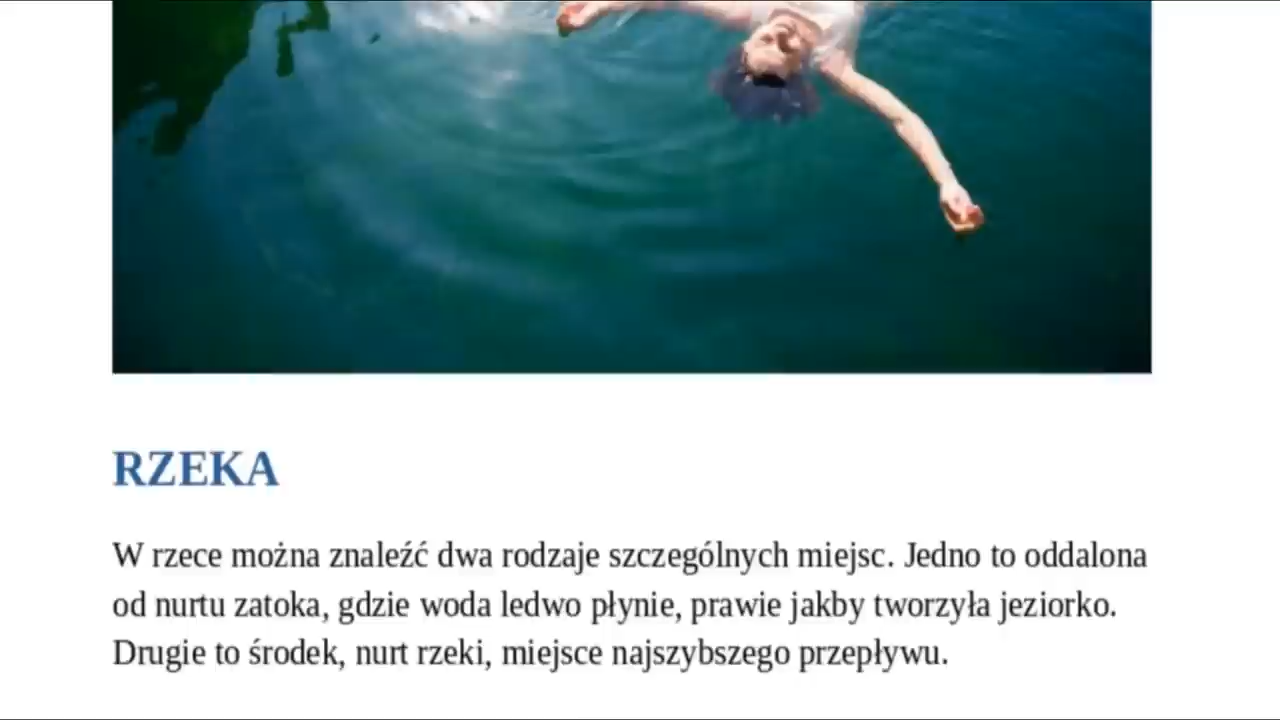 RZEKA
W rzece można znaleźć dwa rodzaje szczególnych miejsc. Jedno to oddalona
od nurtu zatoka, gdzie woda ledwo płynie, prawie jakby tworzyła jeziorko.
Drugie to środek, nurt rzeki, miejsce najszybszego przepływu.